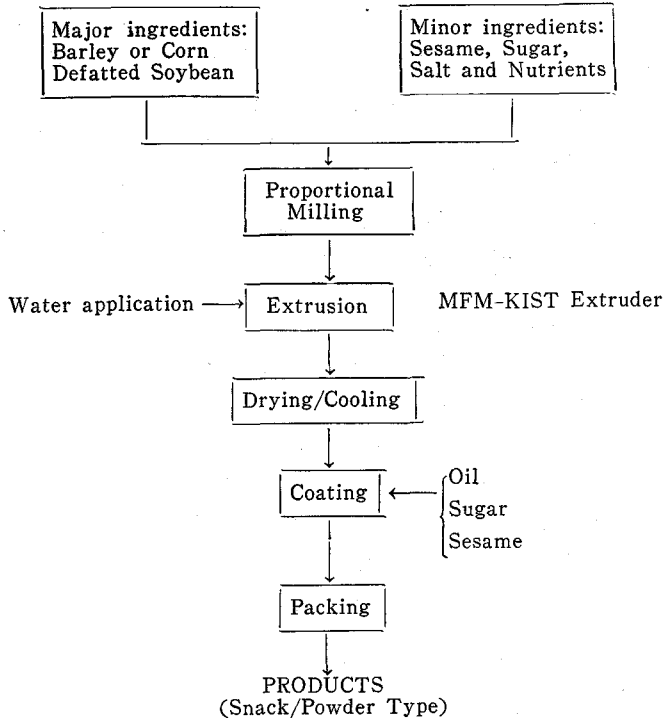 Major ingredients:
Barley or Corn
Defatted Soybean
Minor ingredients:
Sesame, Sugar,
Salt and Nutrients
Proportional
Milling
Water application
Extrusion
MFM-KIST Extruder
Drying/Cooling
Coating
Oil
Sugar
Sesame
Packing
PRODUCTS
(Snack/Powder Type)